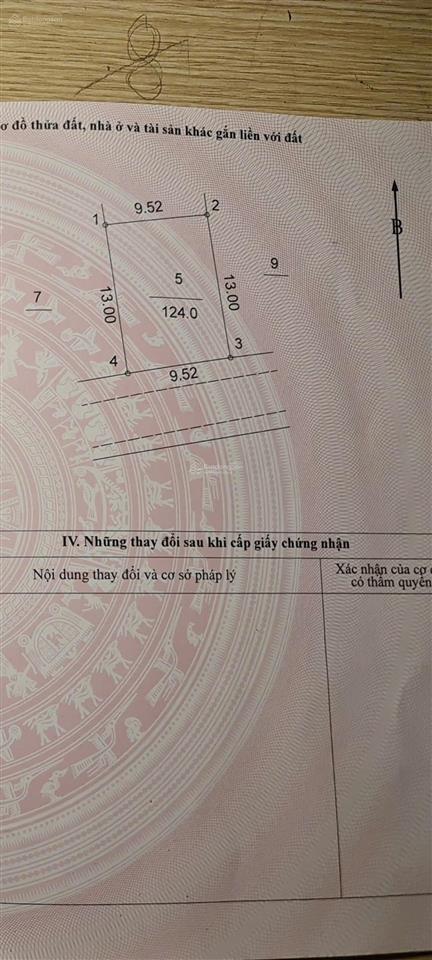 ơ đồ thửa đất, nhà ở và tài sản khác gắn liền với đất
1
9.52
2
B
5
124.0
9
7
13.00
13.00
4
3
9.52
IV. Những thay đổi sau khi cấp giấy chứng nhận
Nội dung thay đổi và cơ sở pháp lý
Xác nhận của cơ
có thẩm quyền